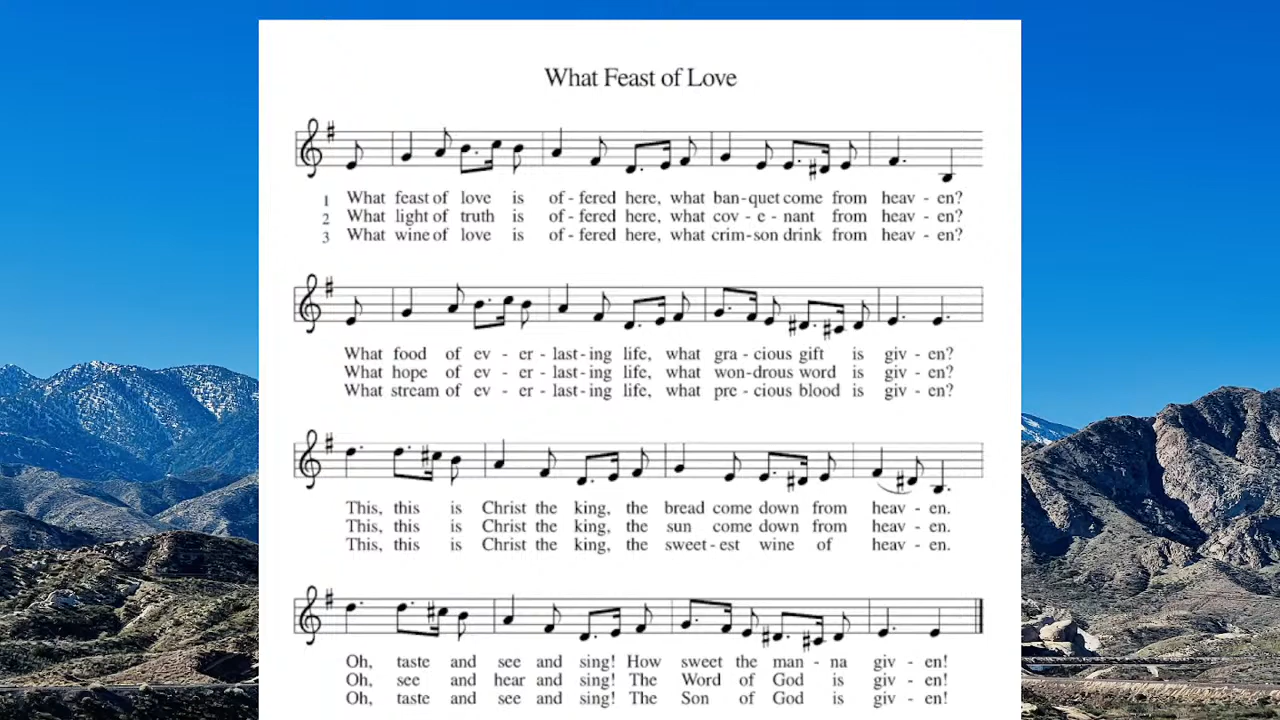 What Feast of Love
1 What feast of love is of - fered here, what ban - quet come from heav - en?
2 What light of truth is of - fered here, what cov - e - nant from heav - en?
3 What wine of love is of - fered here, what crim - son drink from heav - en?
What food of ev - er - last - ing life, what gra - cious gift is giv - en?
What hope of ev - er - last - ing life, what won - drous word is giv - en?
What stream of ev - er - last - ing life, what pre - cious blood is giv - en?
This, this is Christ the king, the bread come down from heav - en.
This, this is Christ the king, the sun come down from heav - en.
This, this is Christ the king, the sweet - est wine of heav - en.
Oh, taste and see and sing! How sweet the man - na giv - en!
Oh, see and hear and sing! The Word of God is giv - en!
Oh, taste and see and sing! The Son of God is giv - en!